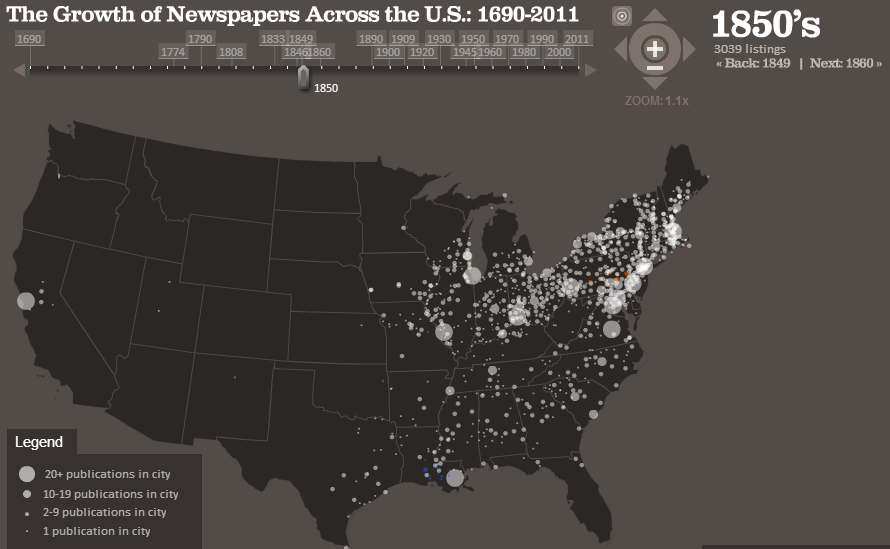 The Growth of Newspapers Across the U.S.: 1690-2011
1690 1790 1833 1849 1890 1909 1930 1950 1970 1990 2011
1774 1808 1846 1860 1900 1920 1945 1960 1980 2000
1850
ZOOM: 1.1x
1850's
3039 listings
« Back: 1849 | Next: 1860 »
Legend
20+ publications in city
10-19 publications in city
2-9 publications in city
1 publication in city